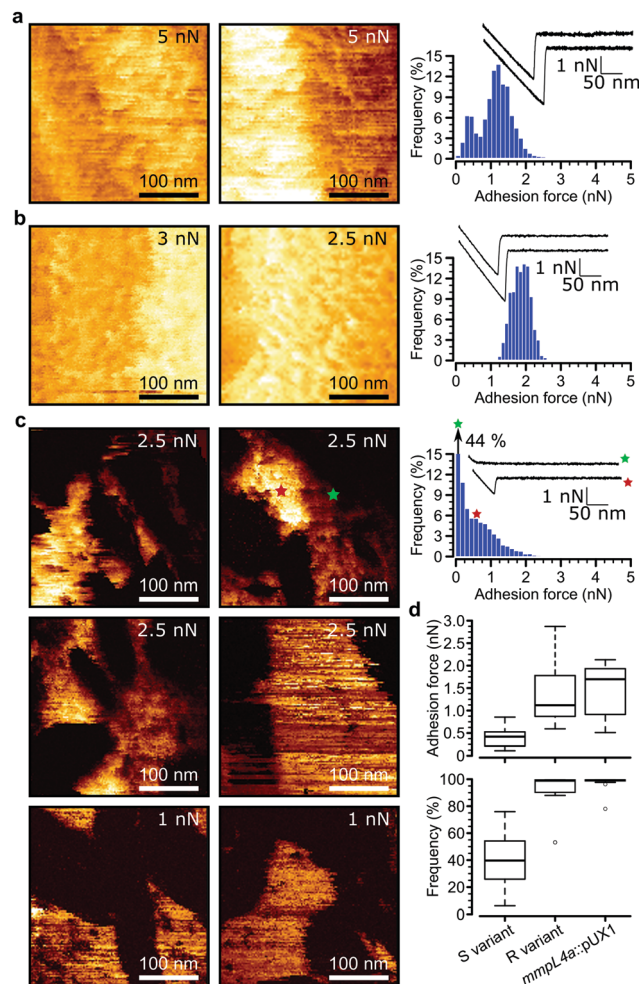 a
5 nN
100 nm
5 nN
100 nm
Frequency (%)
15
12
9
6
3
0
0 1 2 3 4 5
Adhesion force (nN)
1 nN
50 nm
b
3 nN
100 nm
2.5 nN
100 nm
Frequency (%)
15
12
9
6
3
0
0 1 2 3 4 5
Adhesion force (nN)
1 nN
50 nm
c
2.5 nN
100 nm
2.5 nN
100 nm
44 %
Frequency (%)
15
12
9
6
3
0
0 1 2 3 4 5
Adhesion force (nN)
1 nN
50 nm
2.5 nN
100 nm
2.5 nN
100 nm
1 nN
100 nm
1 nN
100 nm
d
Adhesion force (nN)
3.0
2.5
2.0
1.5
1.0
0.5
0
Frequency (%)
100
80
60
40
20
0
S variant
R variant
mmpL4a::pUX1